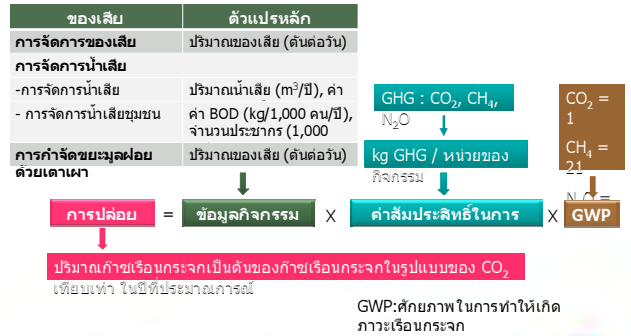 ของเสีย ตัวแปรหลัก
การจัดการของเสีย ปริมาณของเสีย (ตันต่อวัน)
การจัดการน้ำเสีย
-การจัดการน้ำเสีย ปริมาณน้ำเสีย (m³/ปี), ค่า
- การจัดการน้ำเสียชุมชน ค่า BOD (kg/1,000 คน/ปี),
จำนวนประชากร (1,000
การกำจัดขยะมูลฝอย ปริมาณของเสีย (ตันต่อวัน)
ด้วยเตาเผา
GHG : CO₂, CH₄,
N₂O
kg GHG / หน่วยของ
กิจกรรม
CO₂ =
1
CH₄ =
21
N₂O =
การปล่อย = ข้อมูลกิจกรรม X ค่าสัมประสิทธิ์ในการ X GWP
ปริมาณก๊าซเรือนกระจกเป็นตันของก๊าซเรือนกระจกในรูปแบบของ CO₂
เทียบเท่า ในปีที่ประมาณการณ์
GWP:ศักยภาพในการทำให้เกิด
ภาวะเรือนกระจก